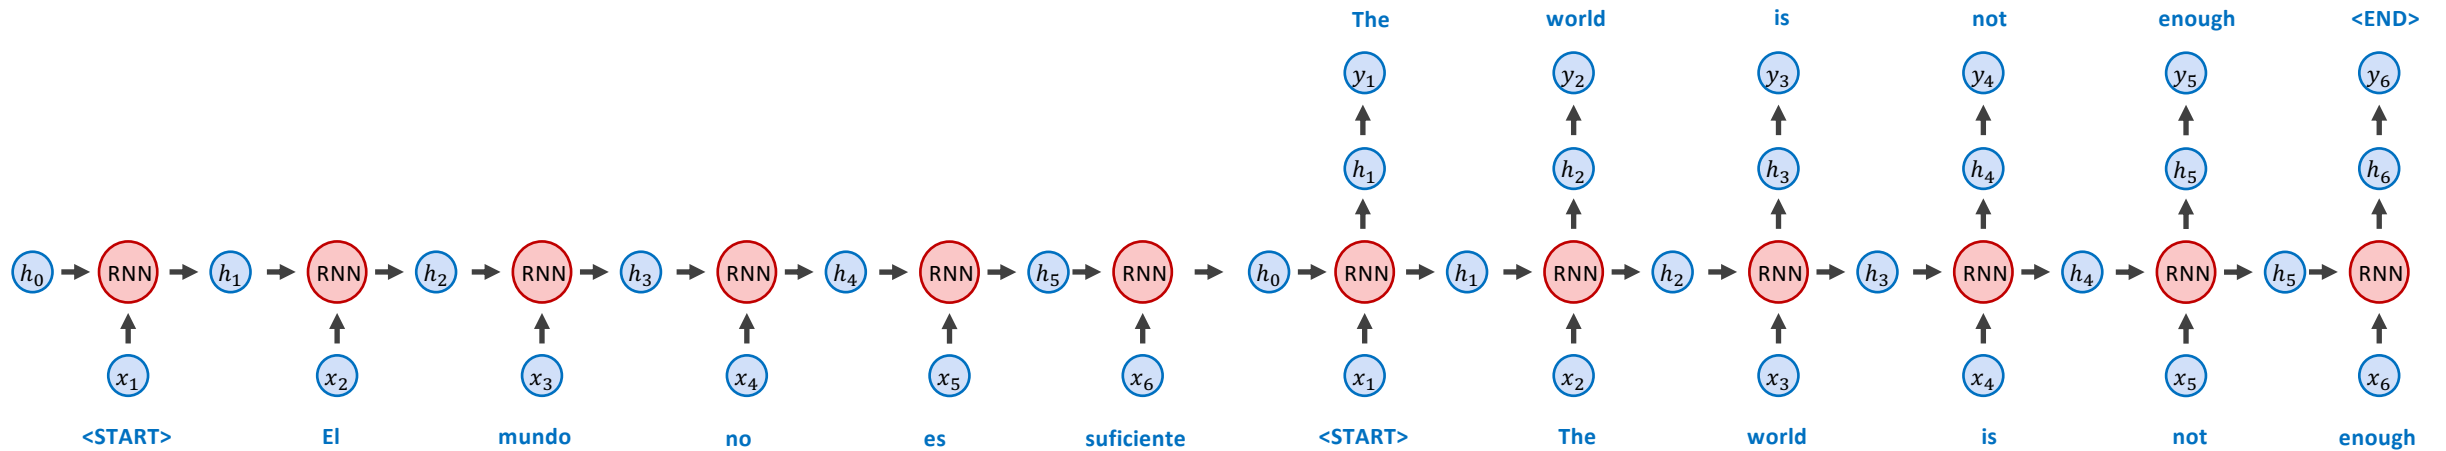 The world is not enough <END>
y₁ y₂ y₃ y₄ y₅ y₆
h₁ h₂ h₃ h₄ h₅ h₆
h₀ RNN h₁ RNN h₂ RNN h₃ RNN h₄ RNN h₅ RNN h₀ RNN h₁ RNN h₂ RNN h₃ RNN h₄ RNN h₅ RNN
x₁ x₂ x₃ x₄ x₅ x₆ x₁ x₂ x₃ x₄ x₅ x₆
<START> El mundo no es suficiente <START> The world is not enough